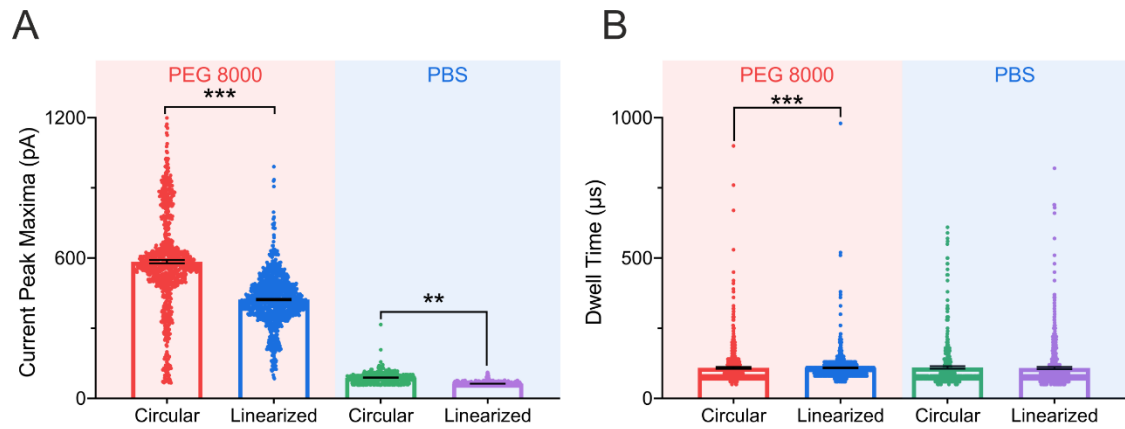 A
PEG 8000
PBS
***
**
Current Peak Maxima (pA)
1200
600
0
Circular
Linearized
Circular
Linearized
B
PEG 8000
PBS
***
Dwell Time (µs)
1000
500
0
Circular
Linearized
Circular
Linearized